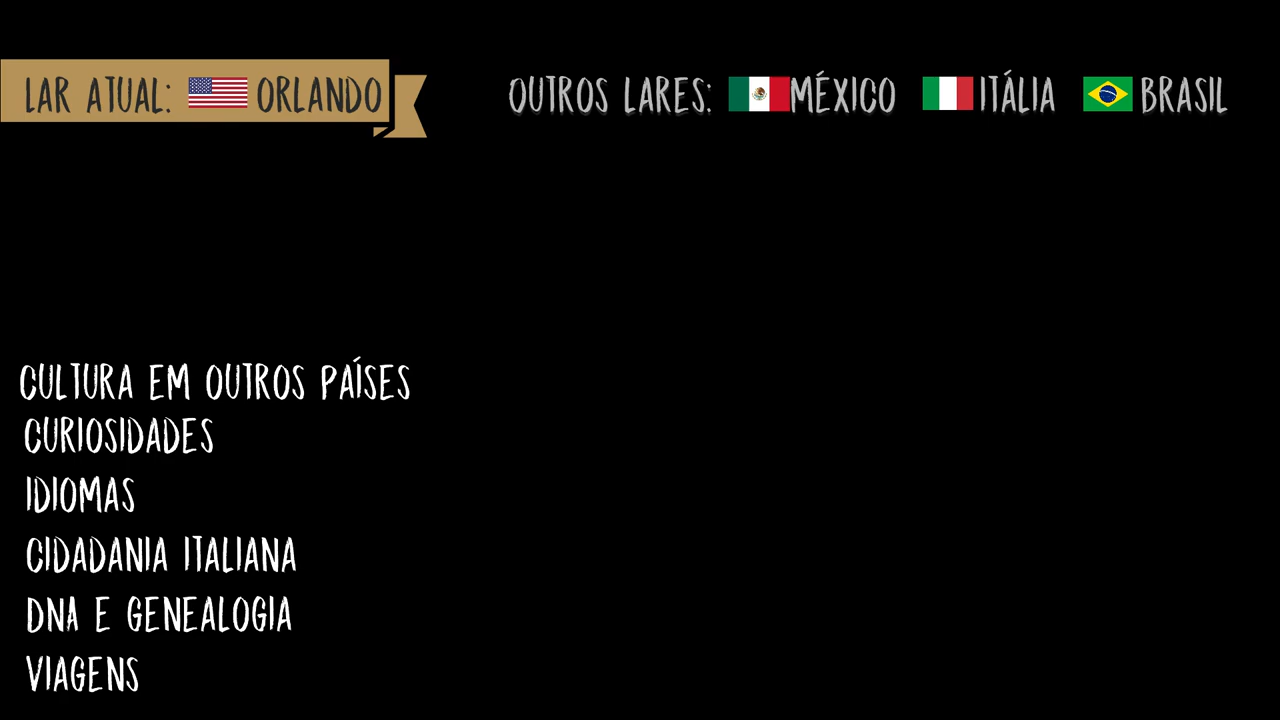 LAR ATUAL: ORLANDO
OUTROS LARES: MÉXICO ITÁLIA BRASIL
CULTURA EM OUTROS PAÍSES
CURIOSIDADES
IDIOMAS
CIDADANIA ITALIANA
DNA E GENEALOGIA
VIAGENS